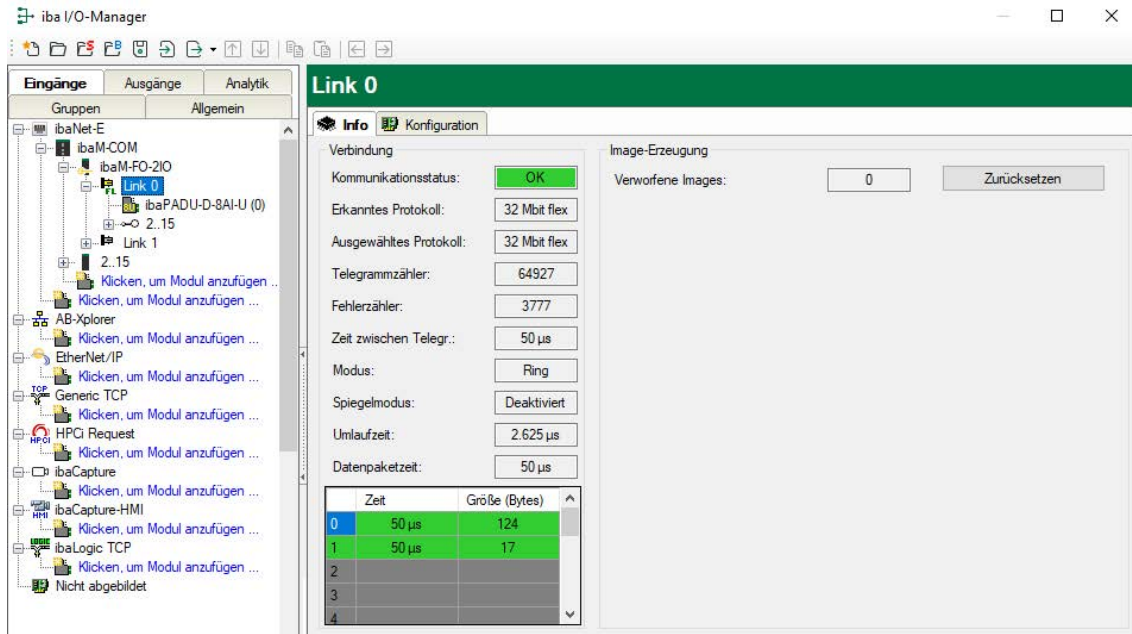 iba I/O-Manager
Eingänge Ausgänge Analytik
Gruppen Allgemein
ibaNet-E
ibaM-COM
ibaM-FO-2IO
Link 0
ibaPADU-D-8AI-U (0)
2..15
Link 1
2..15
Klicken, um Modul anzufügen ..
Klicken, um Modul anzufügen ...
AB-Xplorer
Klicken, um Modul anzufügen ...
EtherNet/IP
Klicken, um Modul anzufügen ...
Generic TCP
Klicken, um Modul anzufügen ...
HPCi Request
Klicken, um Modul anzufügen ...
ibaCapture
Klicken, um Modul anzufügen ...
ibaCapture-HMI
Klicken, um Modul anzufügen ...
ibaLogic TCP
Klicken, um Modul anzufügen ...
Nicht abgebildet
Link 0
Info Konfiguration
Verbindung
Kommunikationsstatus: OK
Erkanntes Protokoll: 32 Mbit flex
Ausgewähltes Protokoll: 32 Mbit flex
Telegrammzähler: 64927
Fehlerzähler: 3777
Zeit zwischen Telegr.: 50 µs
Modus: Ring
Spiegelmodus: Deaktiviert
Umlaufzeit: 2.625 µs
Datenpaketzeit: 50 µs
Zeit Größe (Bytes)
0 50 µs 124
1 50 µs 17
2
3
4
Image-Erzeugung
Verworfene Images: 0 Zurücksetzen